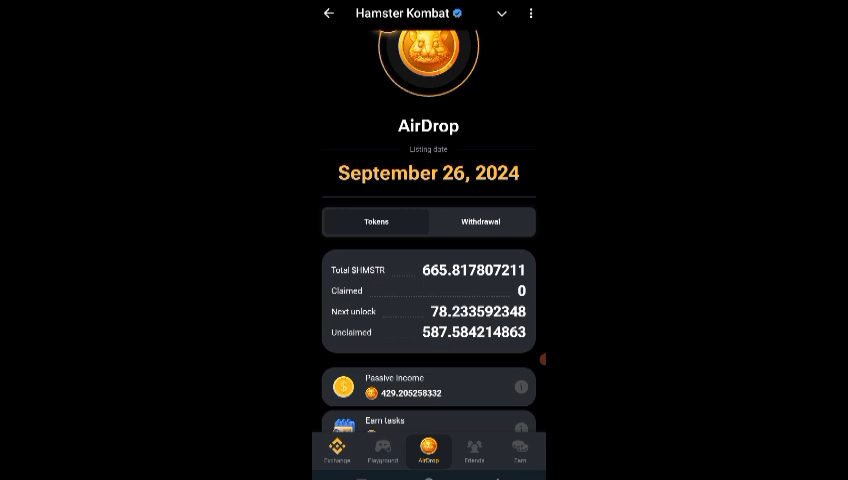 Hamster Kombat
AirDrop
Listing date
September 26, 2024
Tokens
Withdrawal
Total $HMSTR 665.817807211
Claimed 0
Next unlock 78.233592348
Unclaimed 587.584214863
Passive income
429.205258332
Earn tasks
Exchange
Playground
AirDrop
Friends
Earn